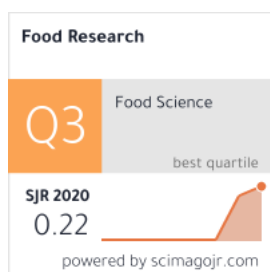 Food Research
Q3
Food Science
best quartile
SJR 2020
0.22
powered by scimagojr.com